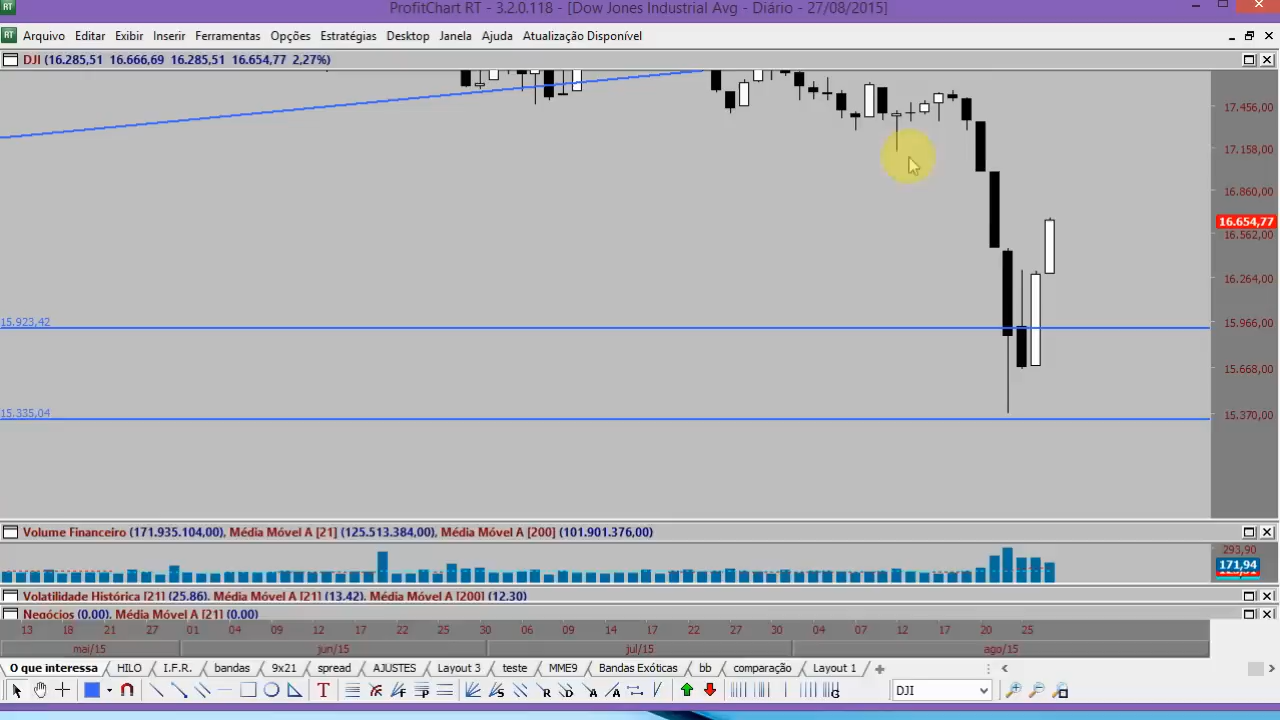 RT ProfitChart RT - 3.2.0.118 - [Dow Jones Industrial Avg - Diário - 27/08/2015]
RT Arquivo Editar Exibir Inserir Ferramentas Opções Estratégias Desktop Janela Ajuda Atualização Disponível
DJI (16.285,51 16.666,69 16.285,51 16.654,77 2,27%)
17.456,00
17.158,00
16.860,00
16.654,77
16.562,00
16.264,00
15.923,42
15.966,00
15.668,00
15.335,04
15.370,00
Volume Financeiro (171.935.104,00), Média Móvel A [21] (125.513.384,00), Média Móvel A [200] (101.901.376,00)
293,90
171,94
Volatilidade Histórica [21] (25.86), Média Móvel A [21] (13.42), Média Móvel A [200] (12.30)
Negócios (0.00), Média Móvel A [21] (0.00)
13 18 21 27 01 04 09 12 17 22 25 30 06 09 14 17 22 27 30 04 07 12 17 20 25
mai/15 jun/15 jul/15 ago/15
O que interessa HILO I.F.R. bandas 9x21 spread AJUSTES Layout 3 teste MME9 Bandas Exóticas bb comparação Layout 1
DJI